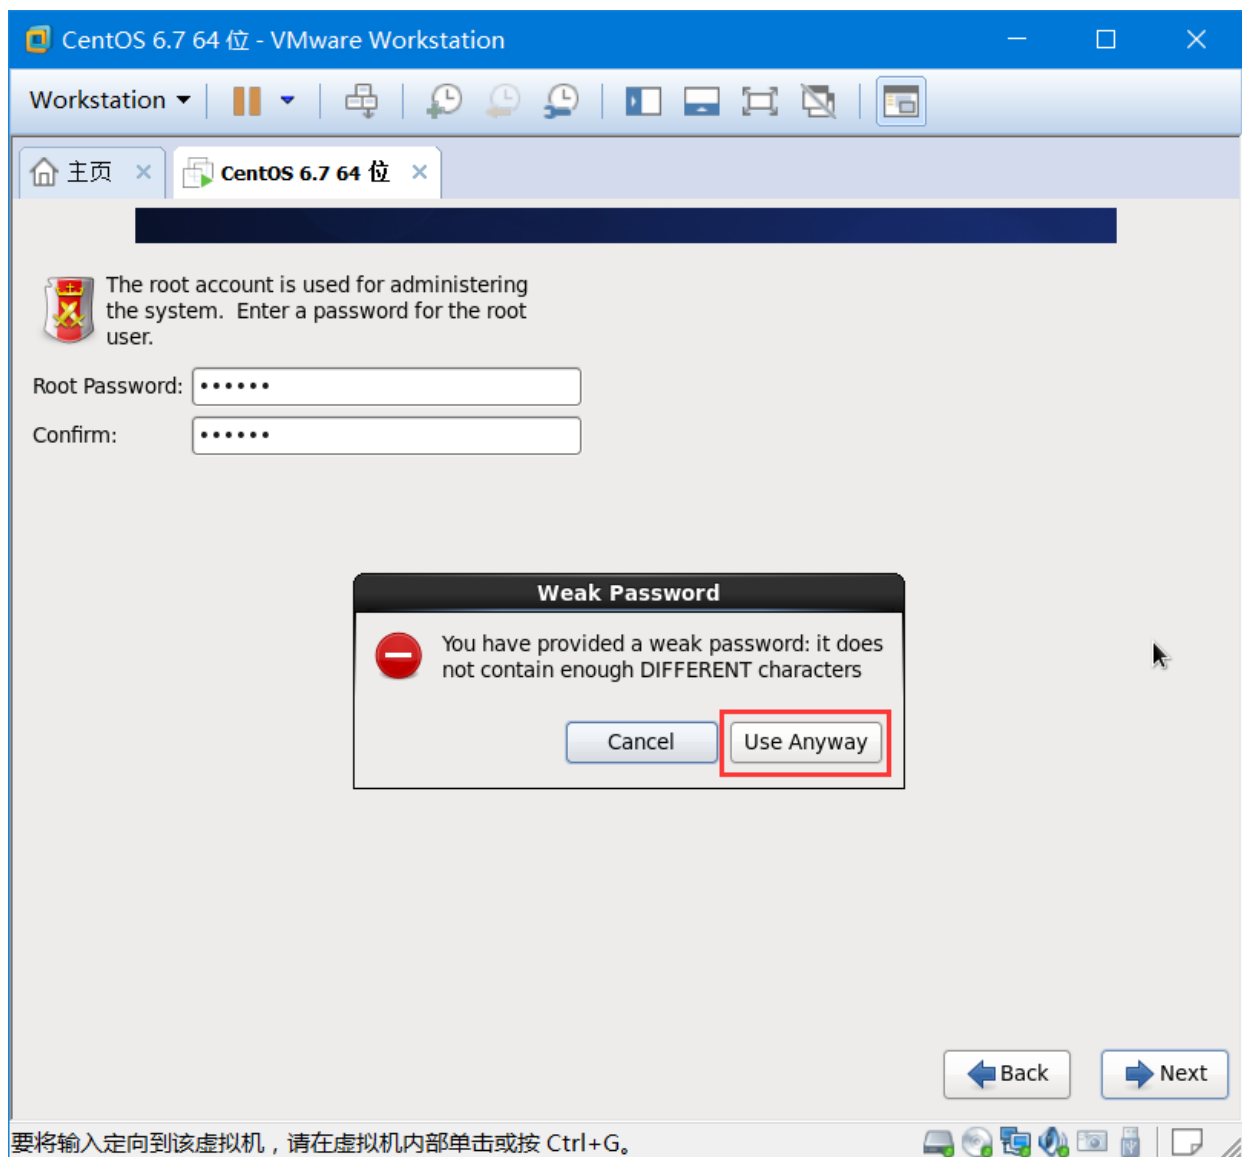 CentOS 6.7 64 位 - VMware Workstation
Workstation
主页
CentOS 6.7 64 位
The root account is used for administering
the system.  Enter a password for the root
user.
Root Password: ••••••
Confirm: ••••••
Weak Password
You have provided a weak password: it does
not contain enough DIFFERENT characters
Cancel
Use Anyway
Back
Next
要将输入定向到该虚拟机，请在虚拟机内部单击或按 Ctrl+G。